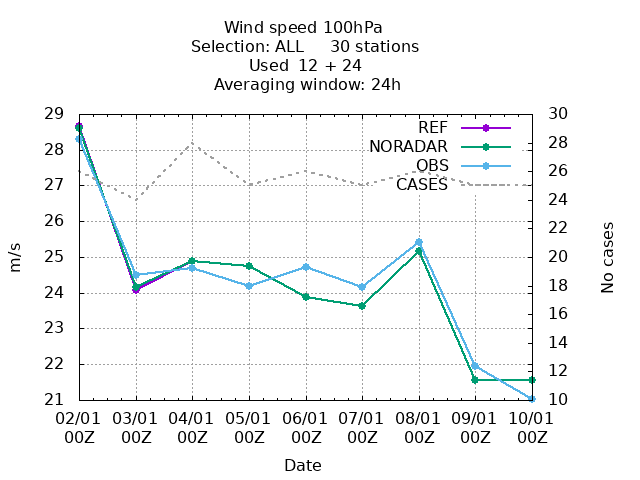 Wind speed 100hPa
Selection: ALL     30 stations
Used  12 + 24
Averaging window: 24h
29 30
28 28
27 26
26 24
25 22
24 20
23 18
22 16
21 14
12
10
REF
NORADAR
OBS
CASES
m/s
No cases
02/01 03/01 04/01 05/01 06/01 07/01 08/01 09/01 10/01
00Z 00Z 00Z 00Z 00Z 00Z 00Z 00Z 00Z
Date